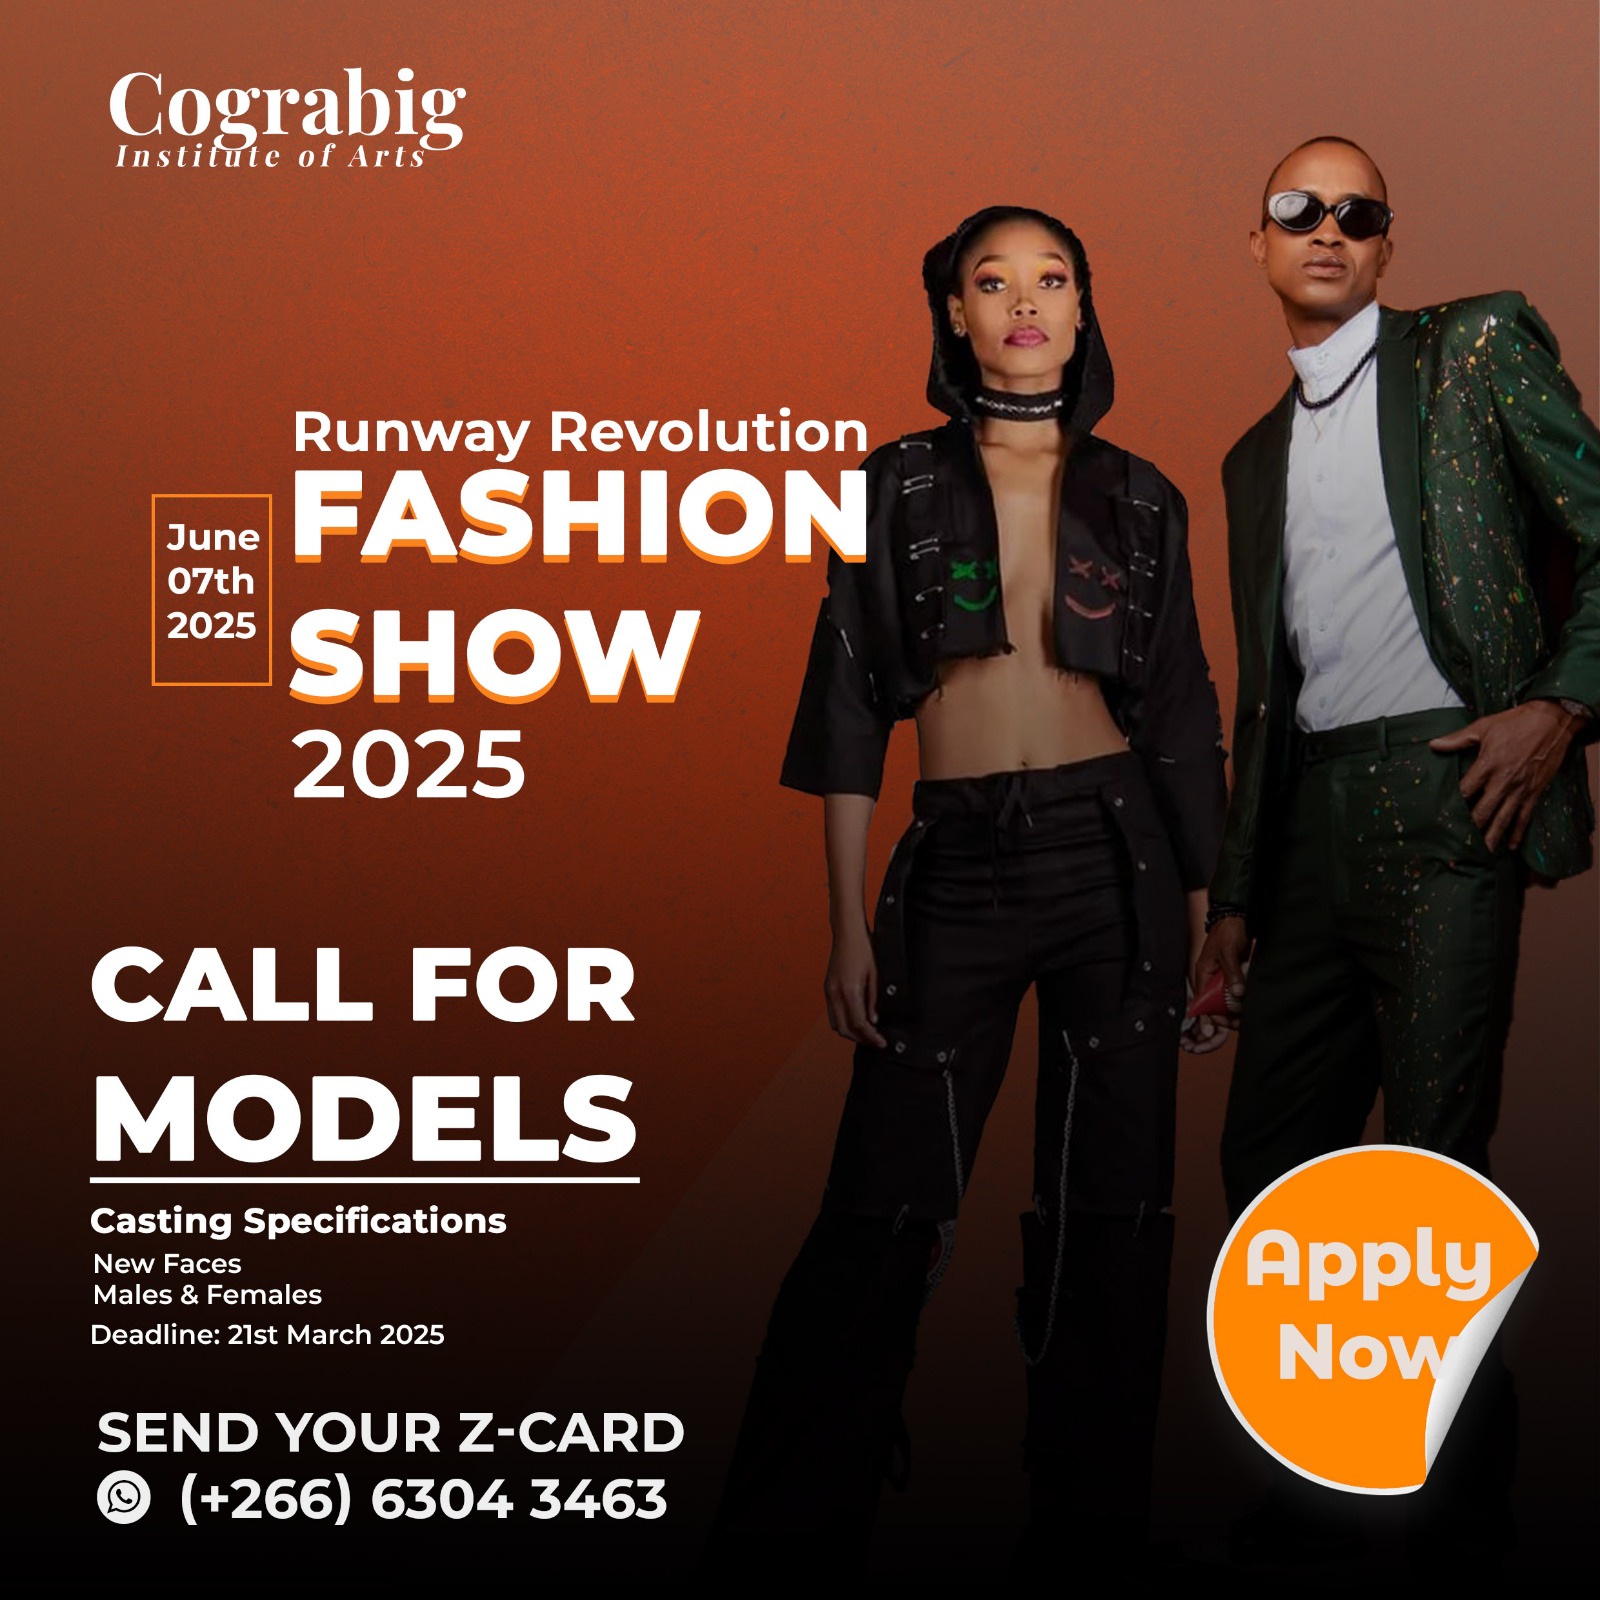 Cograbig
Institute of Arts
Runway Revolution
FASHION
SHOW
2025
June
07th
2025
CALL FOR
MODELS
Casting Specifications
New Faces
Males & Females
Deadline: 21st March 2025
SEND YOUR Z-CARD
(+266) 6304 3463
Apply
Now